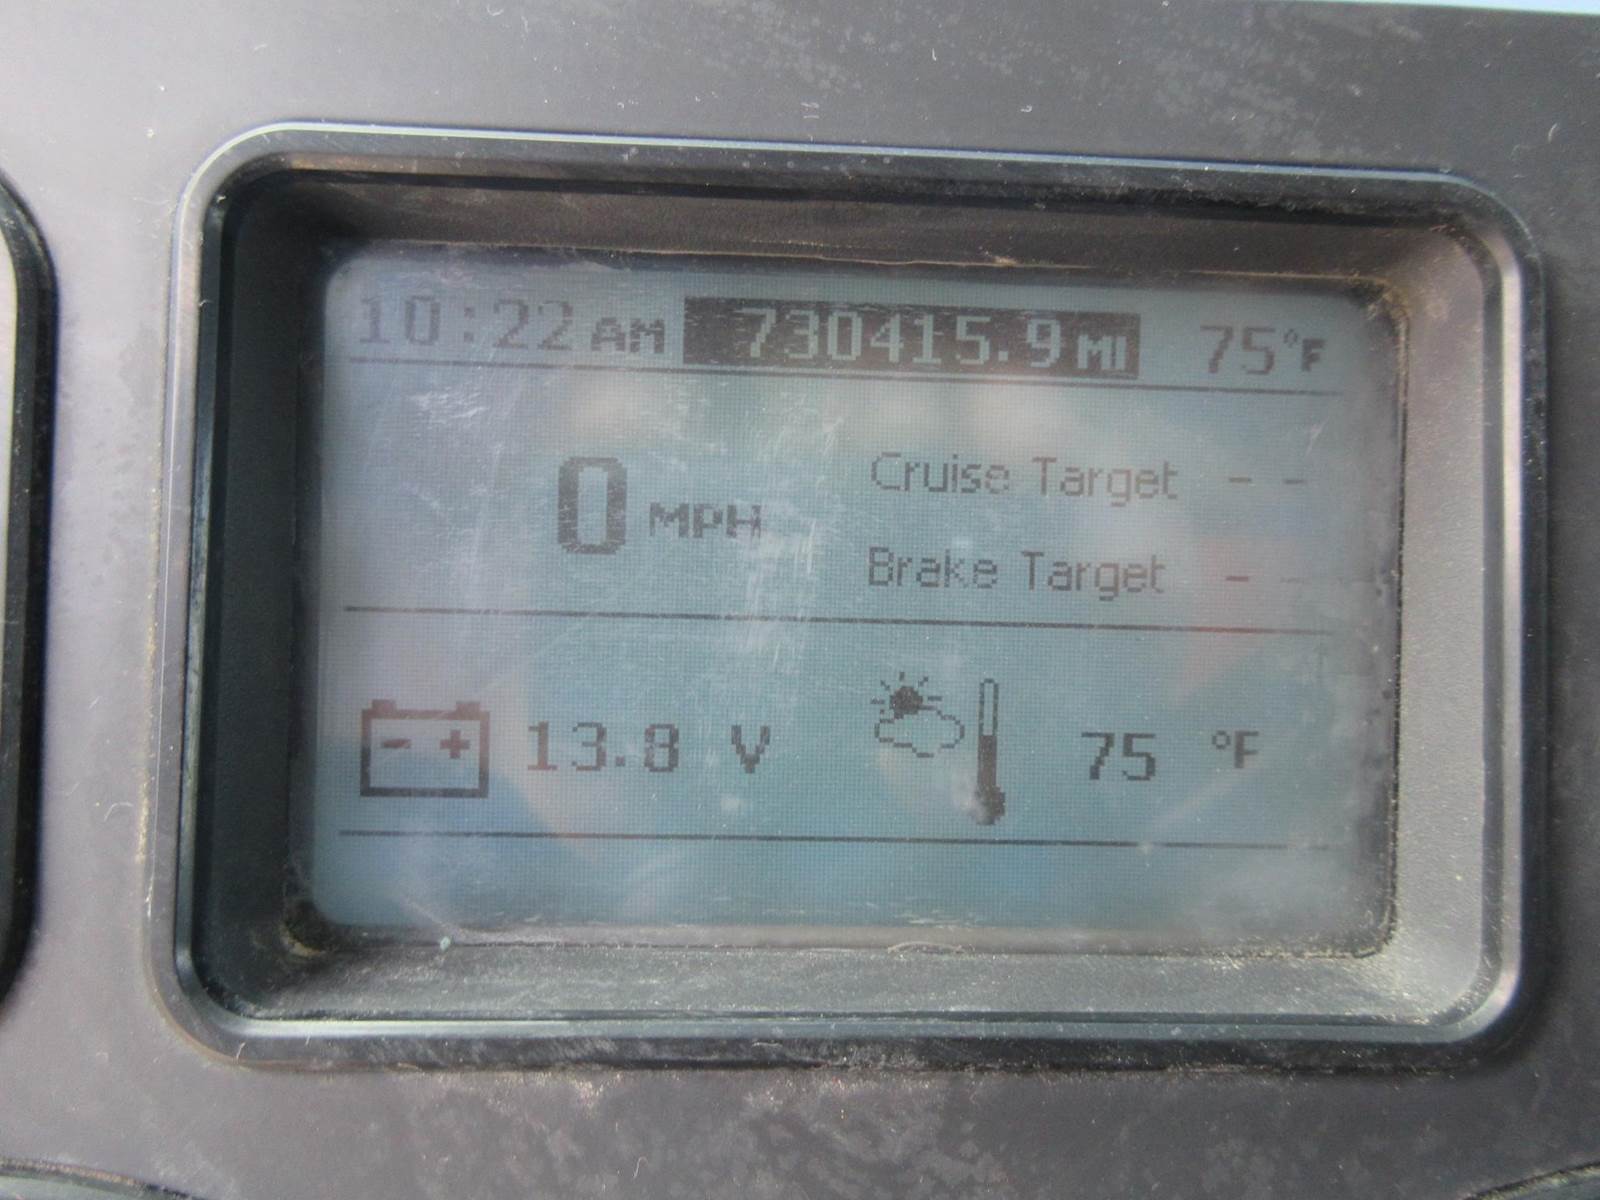 10:22AM 730415.9MI 75°F
0 MPH
Cruise Target - -
Brake Target - -
- + 13.8 V 75 °F